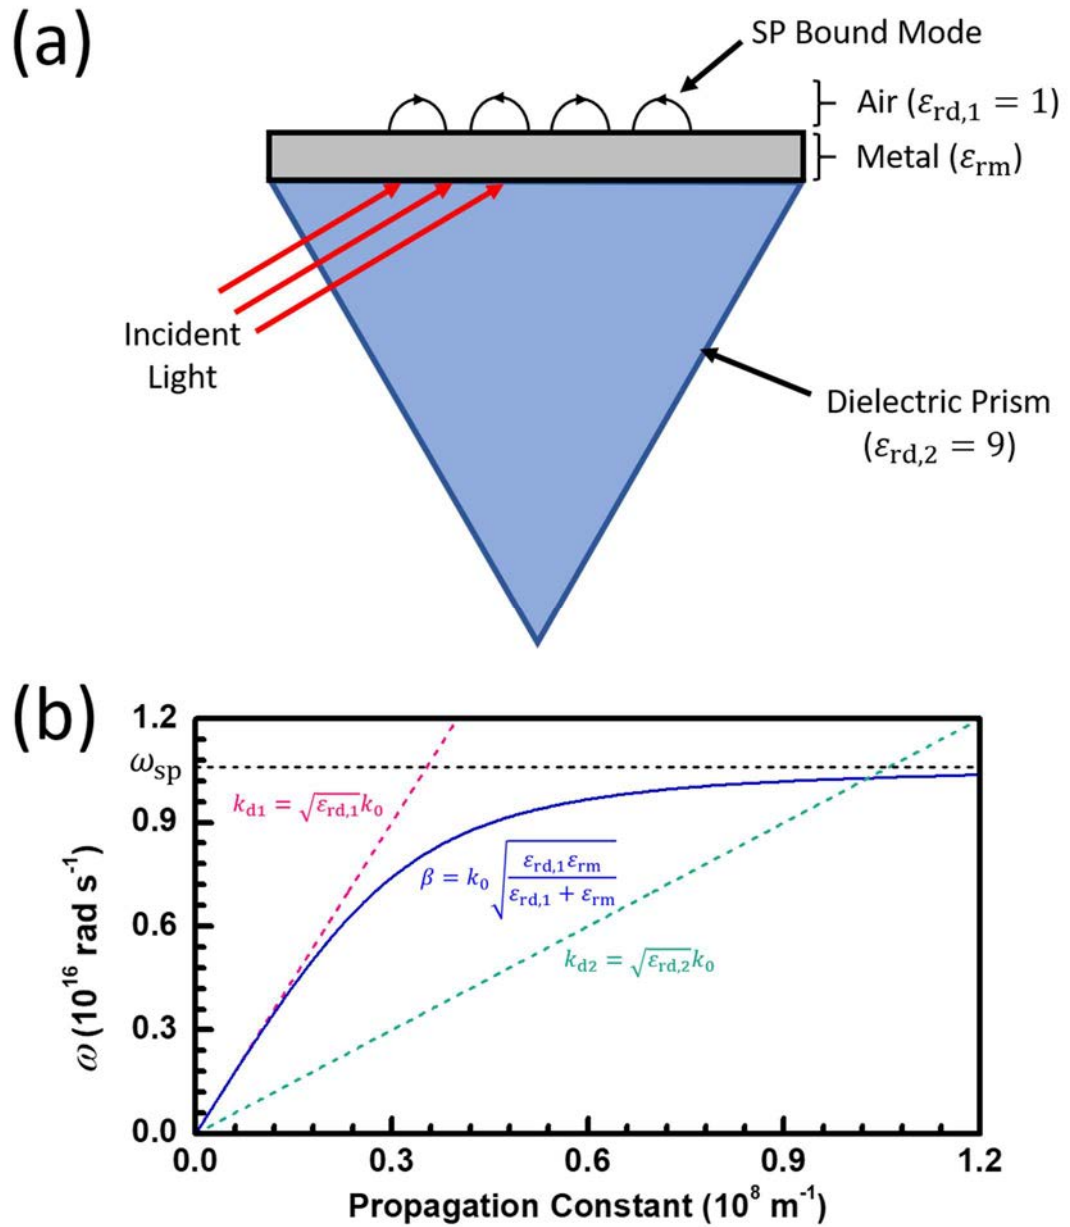 (a)
SP Bound Mode
Air (εrd,1 = 1)
Metal (εrm)
Incident
Light
Dielectric Prism
(εrd,2 = 9)
(b)
1.2
ωsp
0.9
0.6
0.3
0.0
ω (10¹⁶ rad s⁻¹)
kd1 = √εrd,1 k0
β = k0 √(εrd,1εrm / εrd,1 + εrm)
kd2 = √εrd,2 k0
0.0 0.3 0.6 0.9 1.2
Propagation Constant (10⁸ m⁻¹)